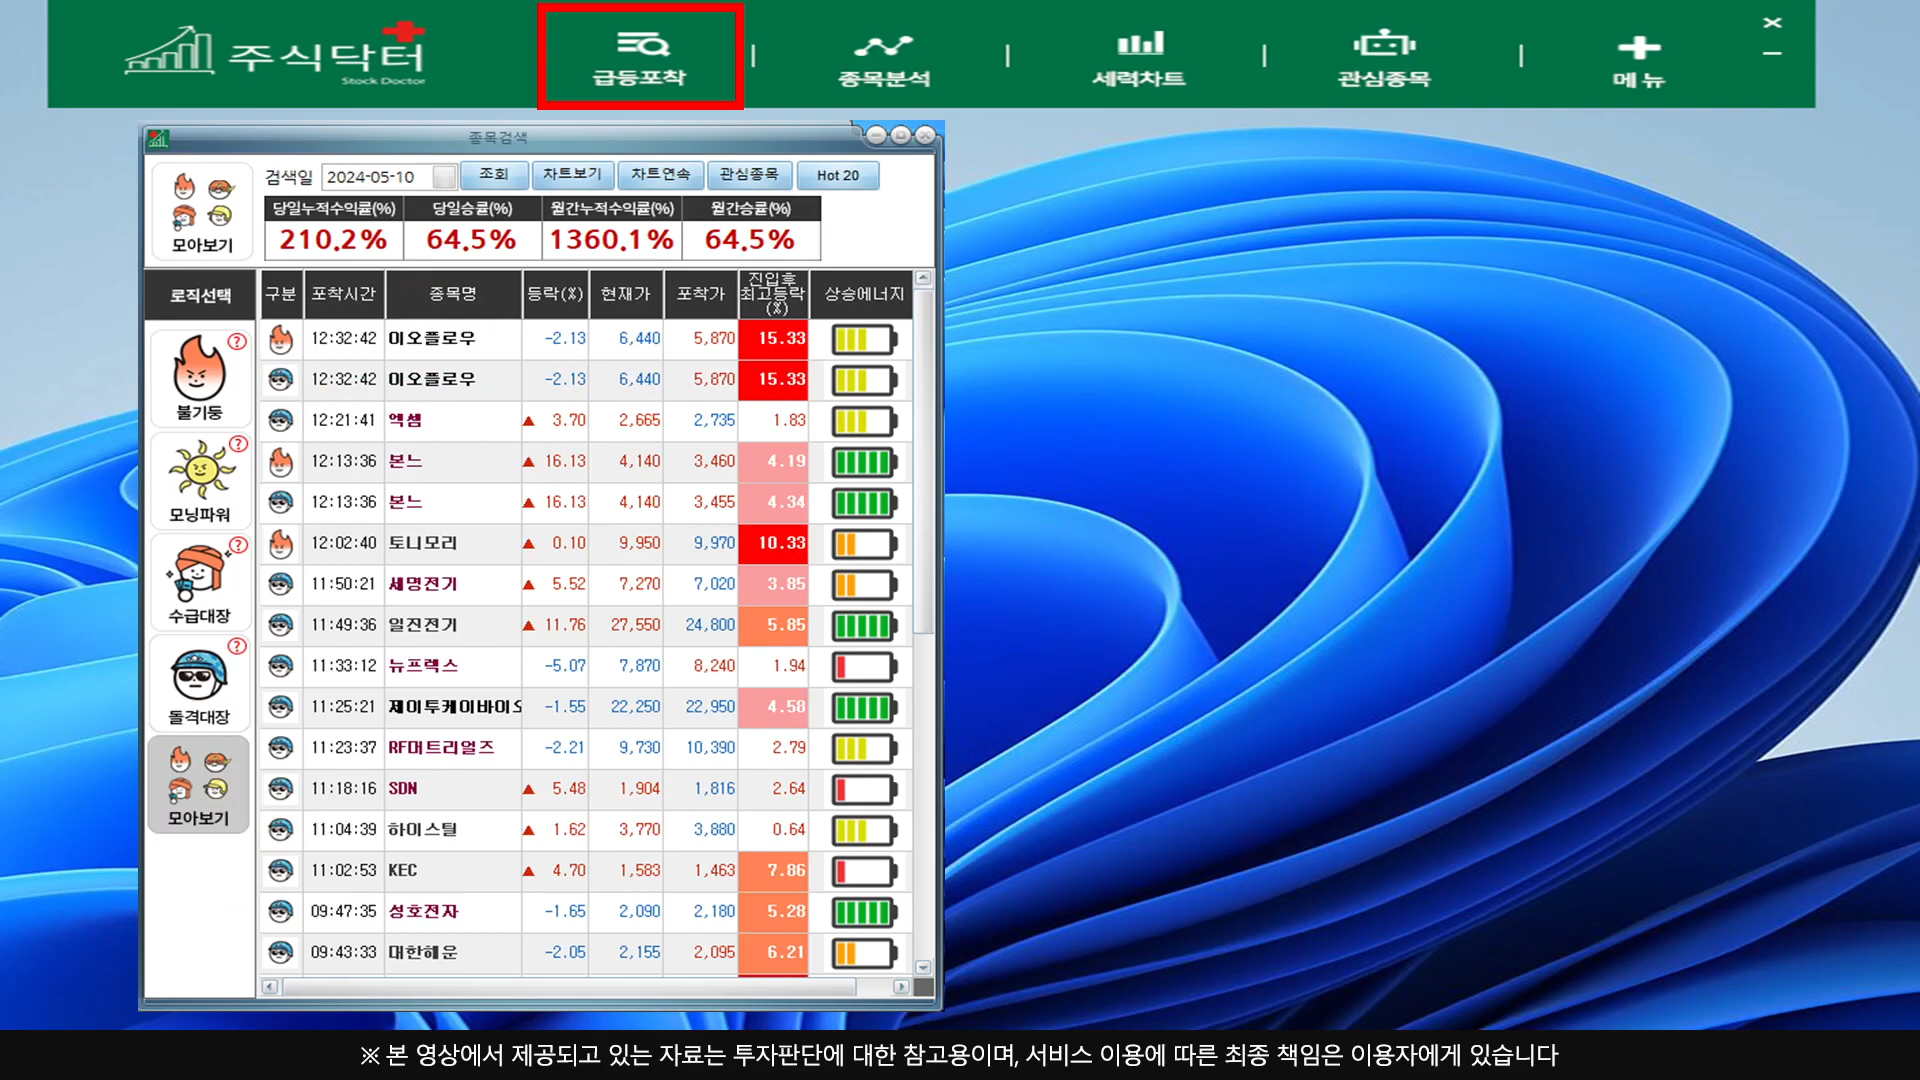 주식닥터
Stock Doctor
급등포착
종목분석
세력차트
관심종목
메뉴
종목검색
모아보기
검색일 2024-05-10 조회 차트보기 차트연속 관심종목 Hot 20
당일누적수익률(%) 당일승률(%) 월간누적수익률(%) 월간승률(%)
210.2% 64.5% 1360.1% 64.5%
로직선택
불기둥
모닝파워
수급대장
돌격대장
모아보기
구분 포착시간 종목명 등락(%) 현재가 포착가 진입후 최고등락 (%) 상승에너지
12:32:42 이오플로우 -2.13 6,440 5,870 15.33
12:32:42 이오플로우 -2.13 6,440 5,870 15.33
12:21:41 엑셈 ▲ 3.70 2,665 2,735 1.83
12:13:36 본느 ▲ 16.13 4,140 3,460 4.19
12:13:36 본느 ▲ 16.13 4,140 3,455 4.34
12:02:40 토니모리 ▲ 0.10 9,950 9,970 10.33
11:50:21 세명전기 ▲ 5.52 7,270 7,020 3.85
11:49:36 일진전기 ▲ 11.76 27,550 24,800 5.85
11:33:12 뉴프렉스 -5.07 7,870 8,240 1.94
11:25:21 제이투케이바이오 -1.55 22,250 22,950 4.58
11:23:37 RF머트리얼즈 -2.21 9,730 10,390 2.79
11:18:16 SDN ▲ 5.48 1,904 1,816 2.64
11:04:39 하이스틸 ▲ 1.62 3,770 3,880 0.64
11:02:53 KEC ▲ 4.70 1,583 1,463 7.86
09:47:35 성호전자 -1.65 2,090 2,180 5.28
09:43:33 대한해운 -2.05 2,155 2,095 6.21
※ 본 영상에서 제공되고 있는 자료는 투자판단에 대한 참고용이며, 서비스 이용에 따른 최종 책임은 이용자에게 있습니다